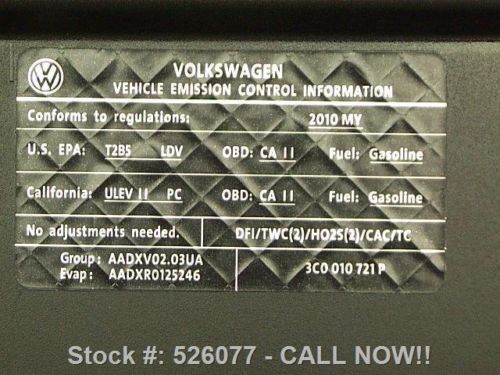 VOLKSWAGEN
VEHICLE EMISSION CONTROL INFORMATION
Conforms to regulations: 2010 MY
U.S. EPA: T2B5 LDV OBD: CA II Fuel: Gasoline
California: ULEV II PC OBD: CA II Fuel: Gasoline
No adjustments needed. DFI/TWC(2)/HO2S(2)/CAC/TC
Group: AADXV02.03UA
Evap: AADXR0125246
3C0 010 721 P
Stock #: 526077 - CALL NOW!!